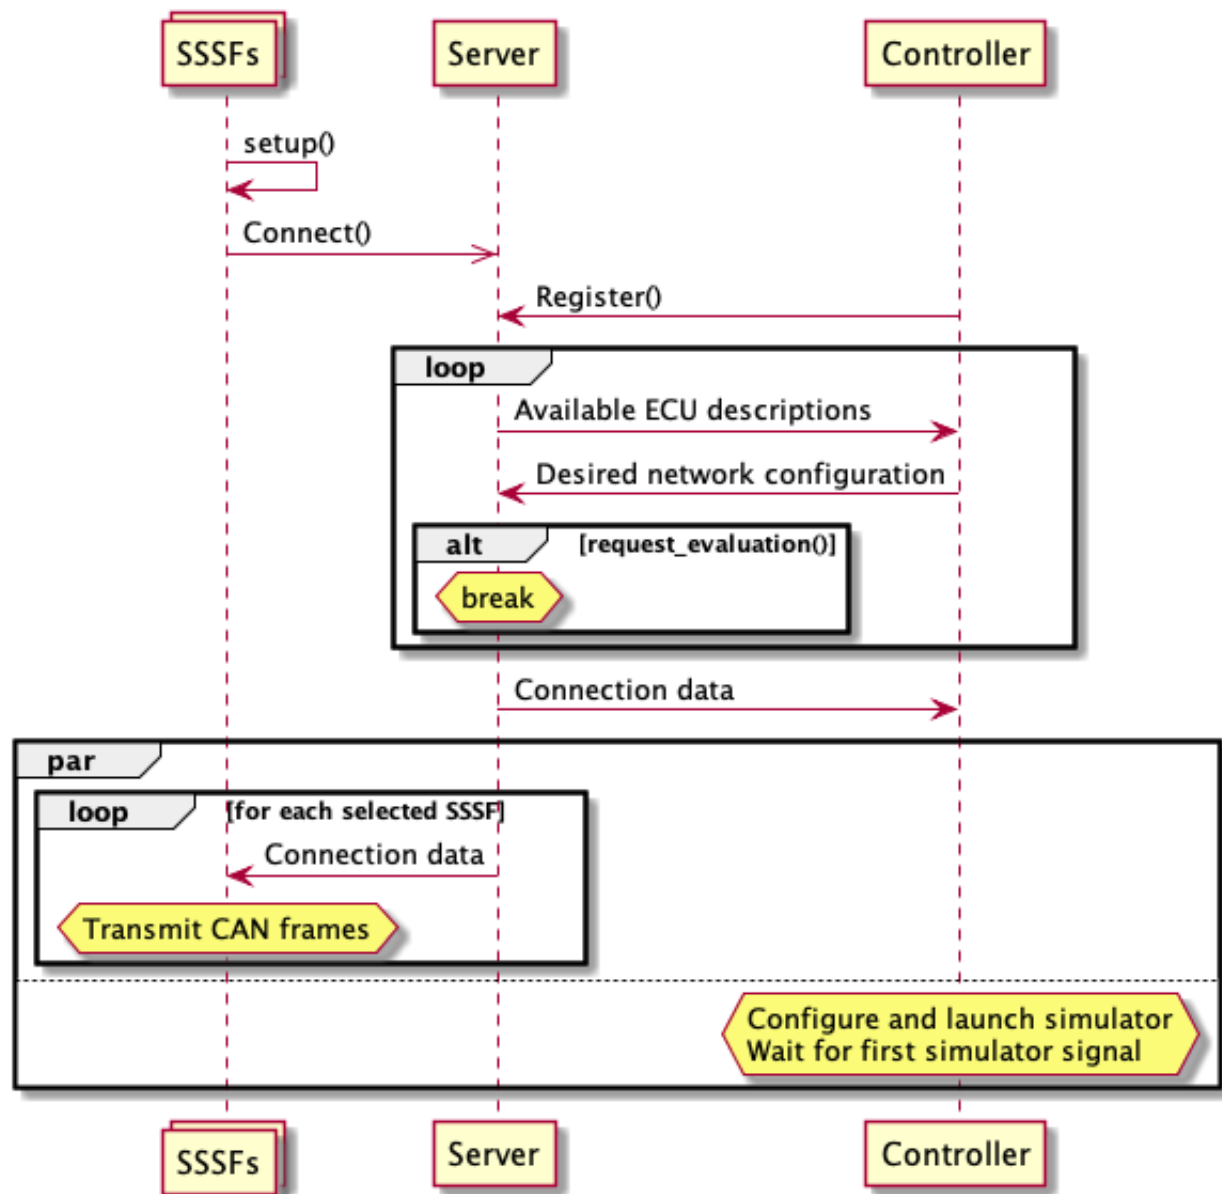 SSSFs
Server
Controller
setup()
Connect()
Register()
loop
Available ECU descriptions
Desired network configuration
alt
[request_evaluation()]
break
Connection data
par
loop
[for each selected SSSF]
Connection data
Transmit CAN frames
Configure and launch simulator
Wait for first simulator signal
SSSFs
Server
Controller